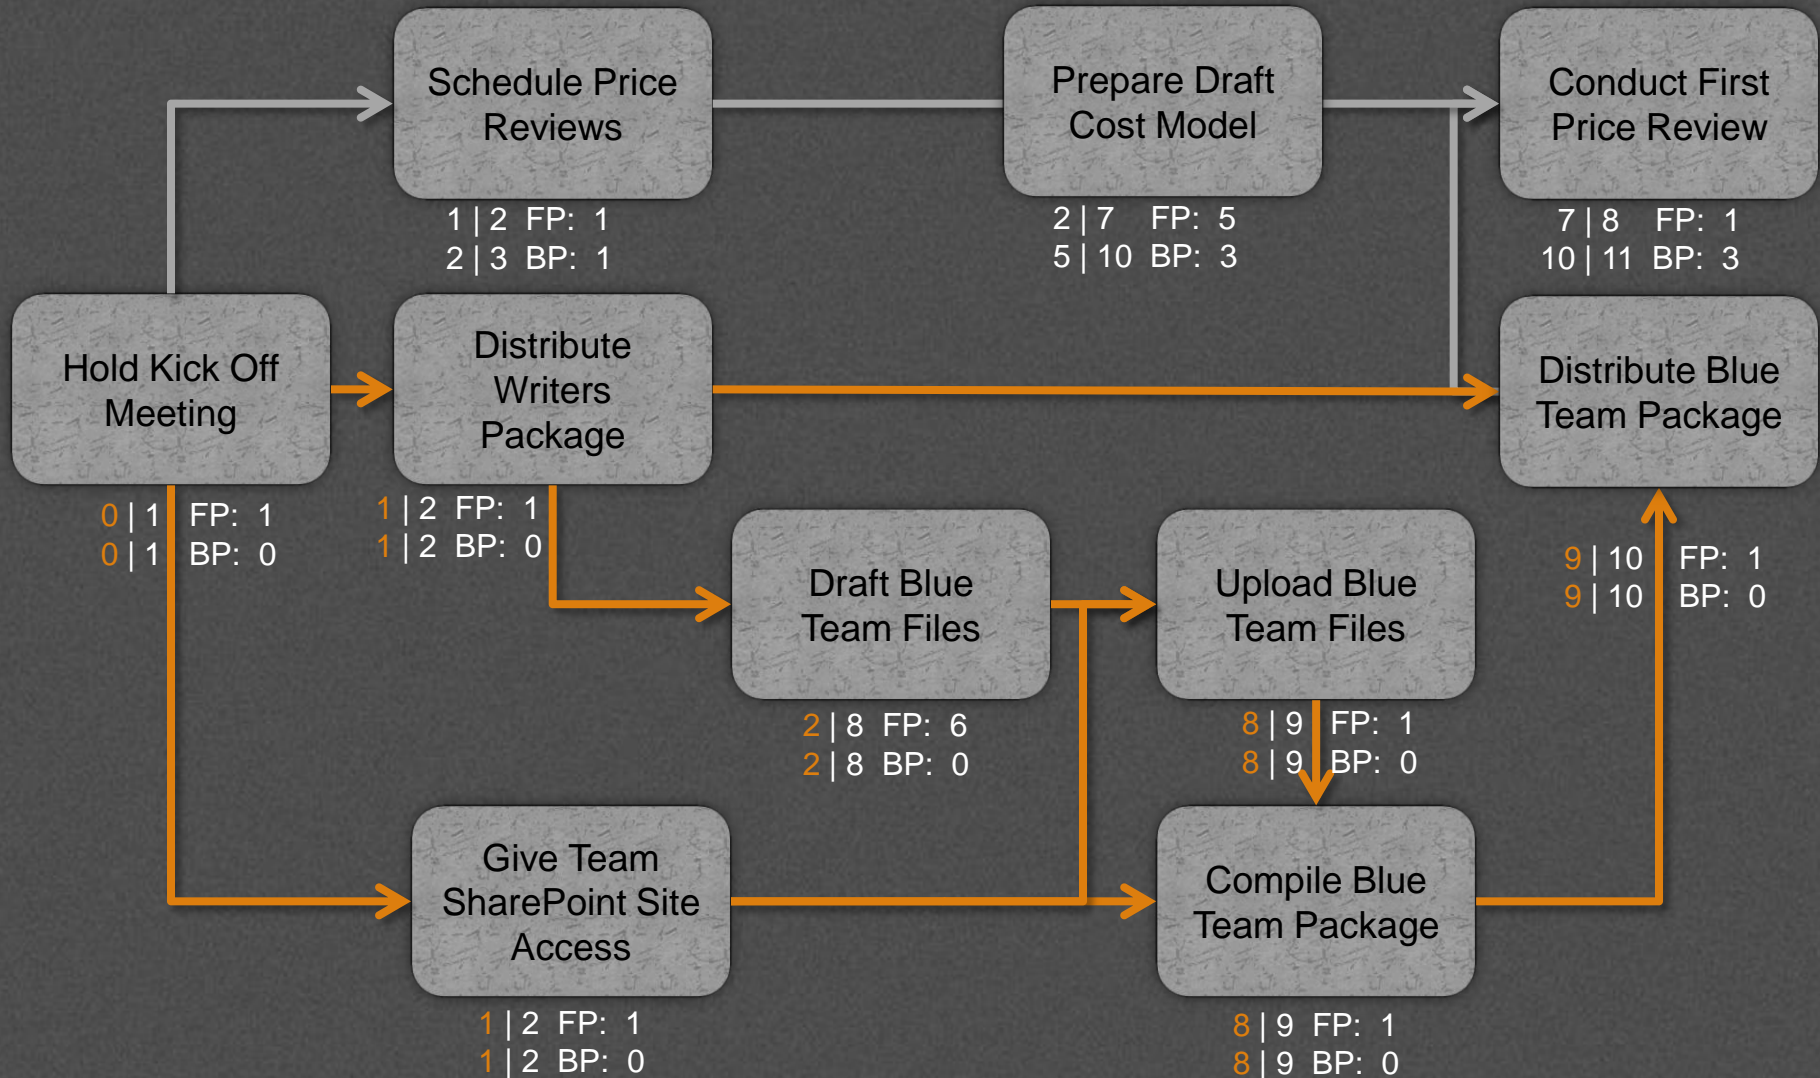 Schedule Price
Reviews
1 | 2 FP: 1
2 | 3 BP: 1
Prepare Draft
Cost Model
2 | 7 FP: 5
5 | 10 BP: 3
Conduct First
Price Review
7 | 8 FP: 1
10 | 11 BP: 3
Hold Kick Off
Meeting
0 | 1 FP: 1
0 | 1 BP: 0
Distribute
Writers
Package
1 | 2 FP: 1
1 | 2 BP: 0
Distribute Blue
Team Package
9 | 10 FP: 1
9 | 10 BP: 0
Draft Blue
Team Files
2 | 8 FP: 6
2 | 8 BP: 0
Upload Blue
Team Files
8 | 9 FP: 1
8 | 9 BP: 0
Give Team
SharePoint Site
Access
1 | 2 FP: 1
1 | 2 BP: 0
Compile Blue
Team Package
8 | 9 FP: 1
8 | 9 BP: 0